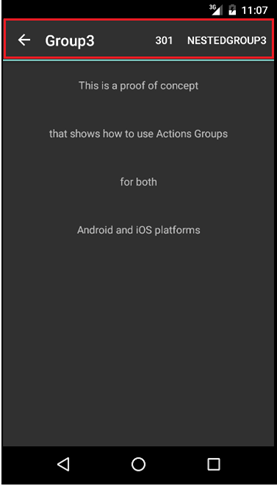 3G 11:07
Group3 301 NESTEDGROUP3
This is a proof of concept
that shows how to use Actions Groups
for both
Android and iOS platforms